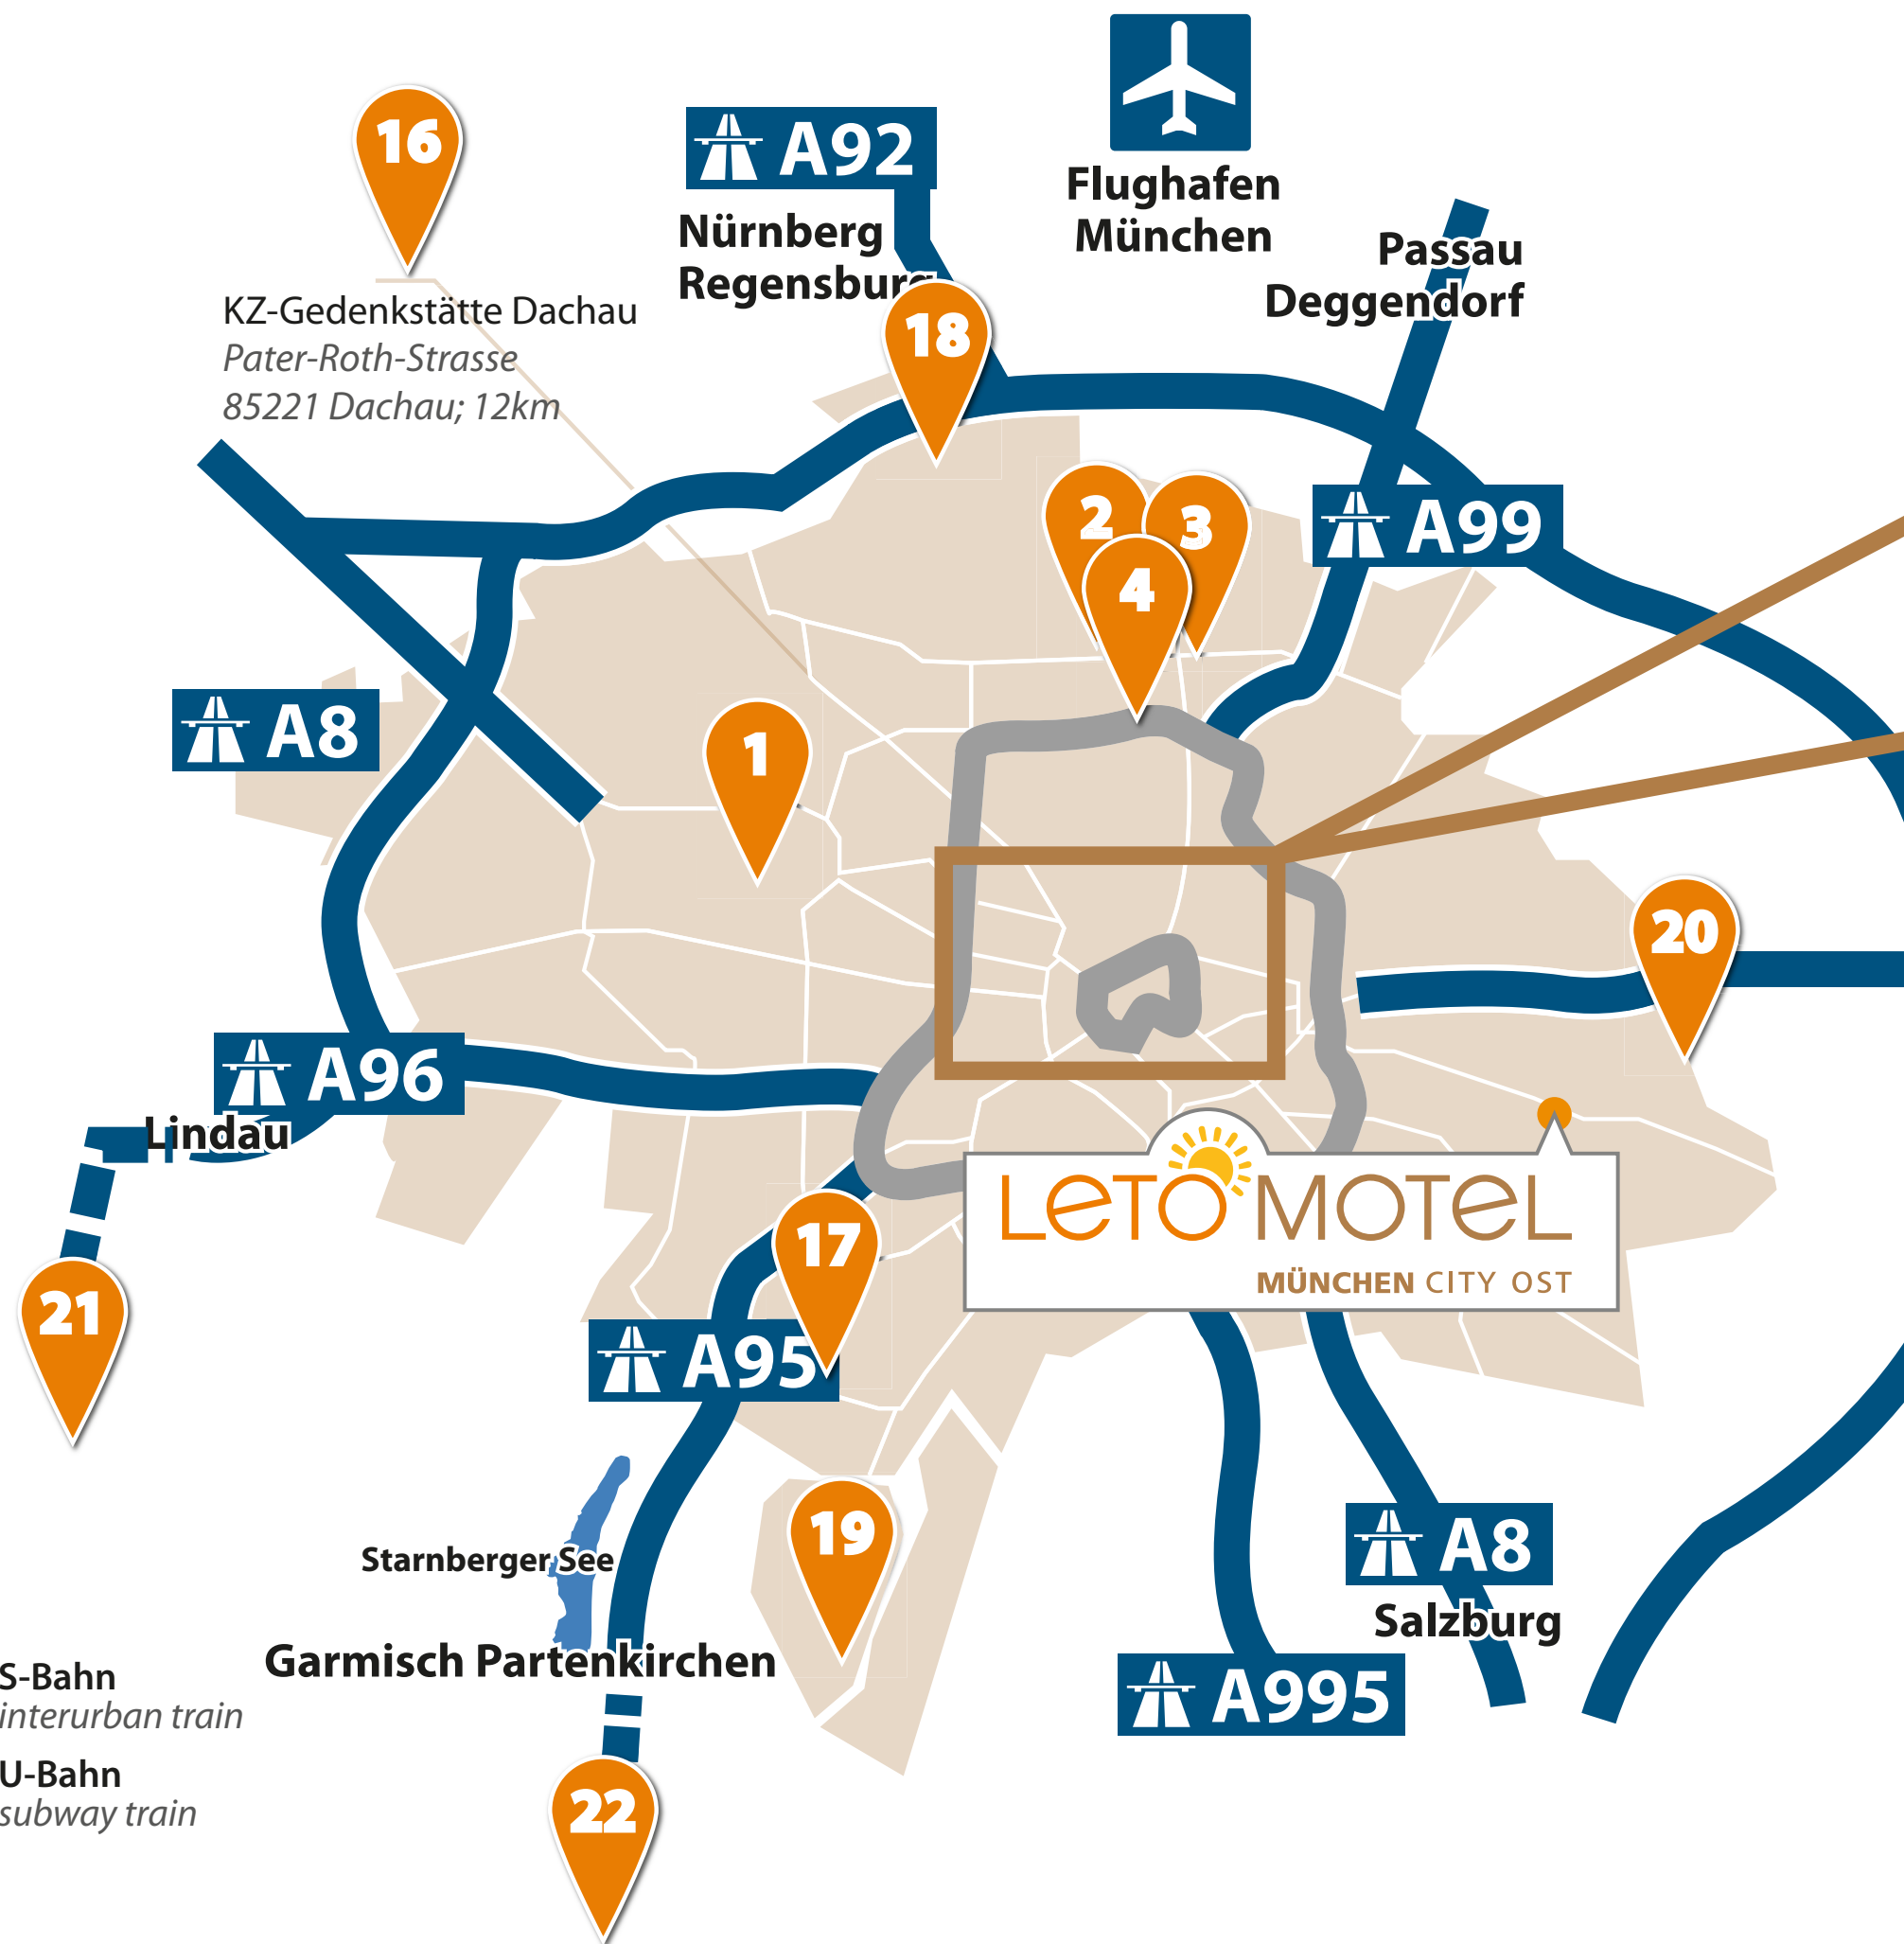 16
A92
Flughafen
München
Nürnberg
Regensburg
Passau
Deggendorf
KZ-Gedenkstätte Dachau
Pater-Roth-Strasse
85221 Dachau; 12km
18
2
3
4
A99
A8
1
20
A96
Lindau
LETO MOTEL
MÜNCHEN CITY OST
17
21
A95
19
Starnberger See
A8
Salzburg
Garmisch Partenkirchen
A995
S-Bahn
interurban train
U-Bahn
subway train
22